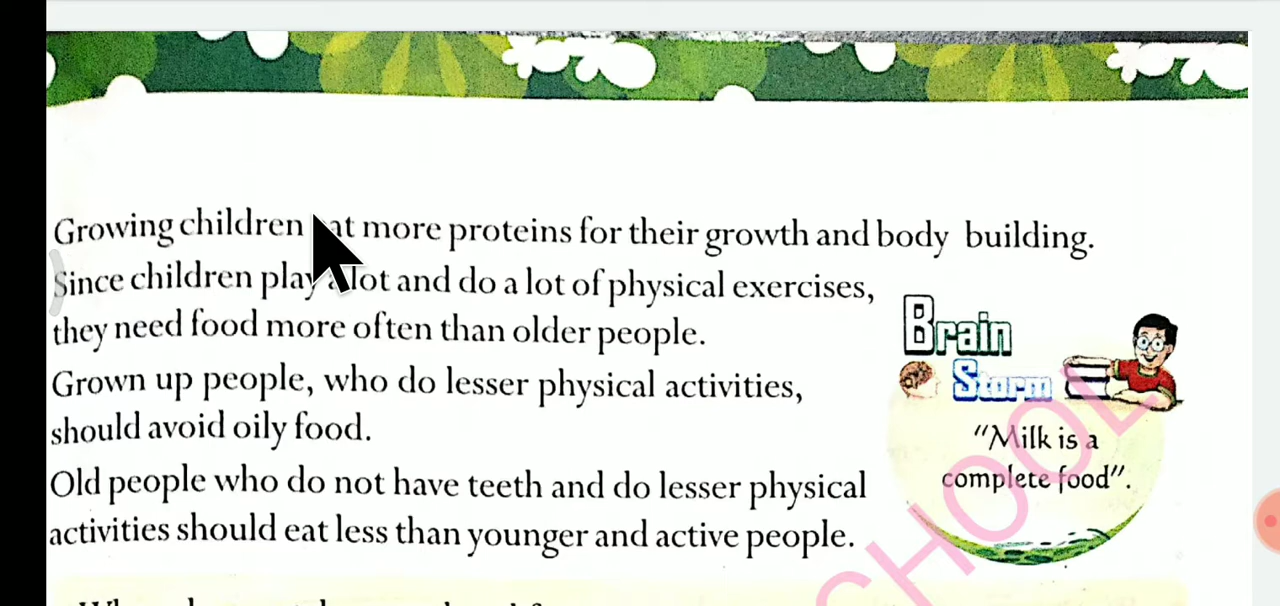 Growing children eat more proteins for their growth and body building.
Since children play a lot and do a lot of physical exercises,
they need food more often than older people.
Grown up people, who do lesser physical activities,
should avoid oily food.
Old people who do not have teeth and do lesser physical
activities should eat less than younger and active people.
Brain
Storm
"Milk is a
complete food".
SCHOOL